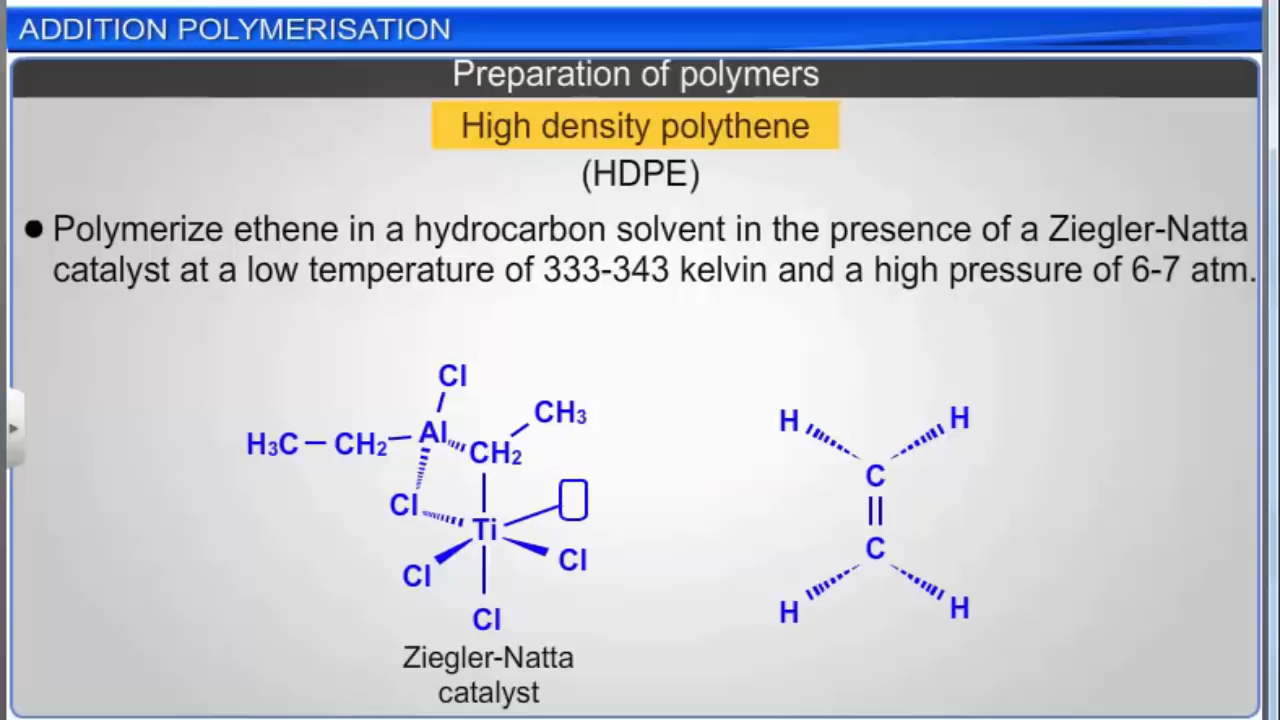 ADDITION POLYMERISATION
Preparation of polymers
High density polythene
(HDPE)
● Polymerize ethene in a hydrocarbon solvent in the presence of a Ziegler-Natta
catalyst at a low temperature of 333-343 kelvin and a high pressure of 6-7 atm.
Cl
CH₃
H₃C – CH₂ Al CH₂
Cl
Ti
Cl Cl
Cl
Ziegler-Natta
catalyst
H H
C
C
H H